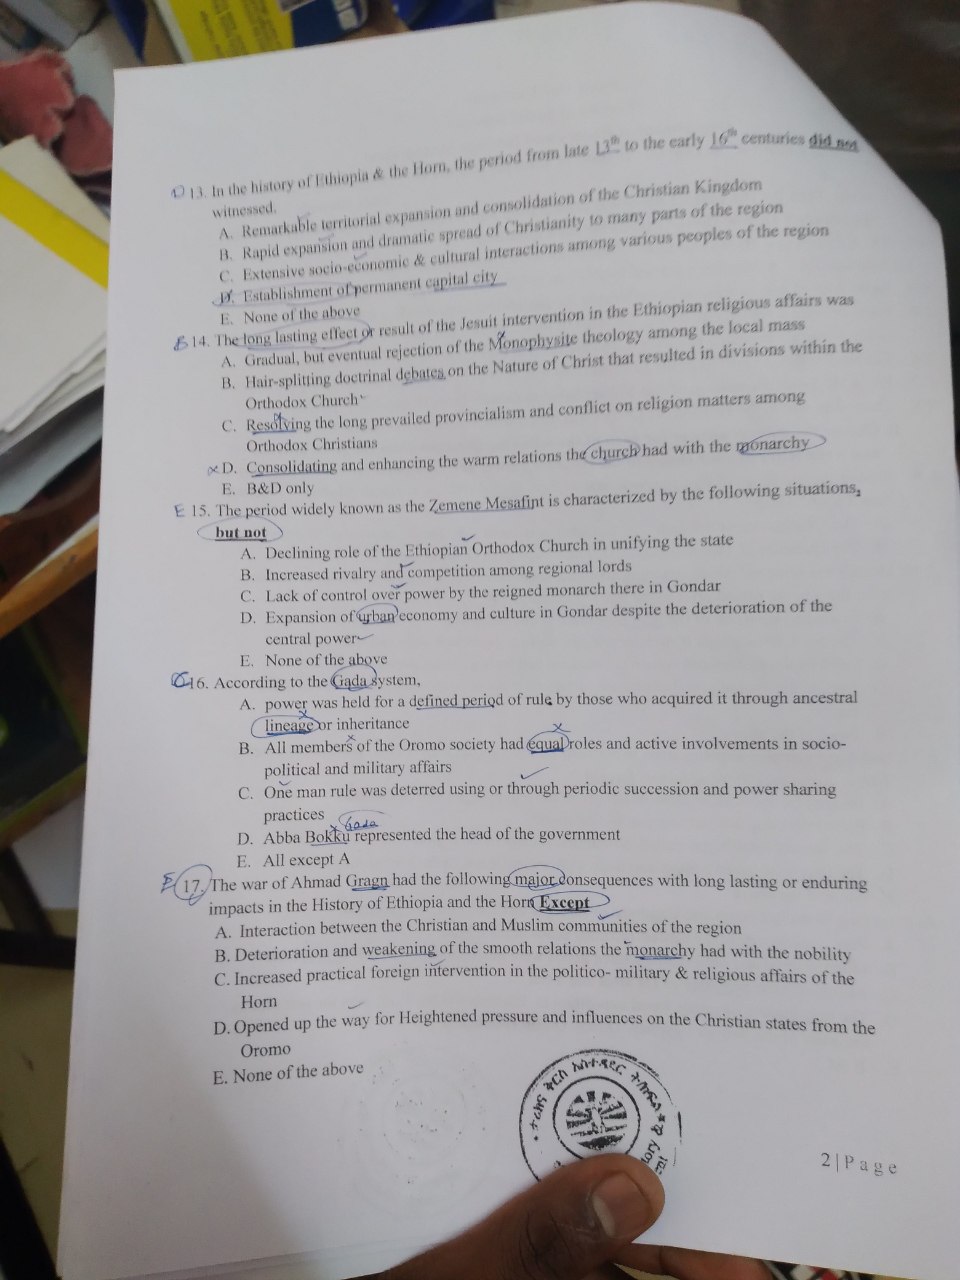 D 13. In the history of Ethiopia & the Horn, the period from late 13th to the early 16th centuries did not
witnessed.
A. Remarkable territorial expansion and consolidation of the Christian Kingdom
B. Rapid expansion and dramatic spread of Christianity to many parts of the region
C. Extensive socio-economic & cultural interactions among various peoples of the region
D. Establishment of permanent capital city
E. None of the above
B 14. The long lasting effect or result of the Jesuit intervention in the Ethiopian religious affairs was
A. Gradual, but eventual rejection of the Monophysite theology among the local mass
B. Hair-splitting doctrinal debates on the Nature of Christ that resulted in divisions within the
Orthodox Church
C. Resolving the long prevailed provincialism and conflict on religion matters among
Orthodox Christians
D. Consolidating and enhancing the warm relations the church had with the monarchy
E. B&D only
E 15. The period widely known as the Zemene Mesafint is characterized by the following situations,
but not
A. Declining role of the Ethiopian Orthodox Church in unifying the state
B. Increased rivalry and competition among regional lords
C. Lack of control over power by the reigned monarch there in Gondar
D. Expansion of urban economy and culture in Gondar despite the deterioration of the
central power
E. None of the above
C 16. According to the Gada system,
A. power was held for a defined period of rule by those who acquired it through ancestral
lineage or inheritance
B. All members of the Oromo society had equal roles and active involvements in socio-
political and military affairs
C. One man rule was deterred using or through periodic succession and power sharing
practices
Gada
D. Abba Bokku represented the head of the government
E. All except A
E 17. The war of Ahmad Gragn had the following major consequences with long lasting or enduring
impacts in the History of Ethiopia and the Horn Except
A. Interaction between the Christian and Muslim communities of the region
B. Deterioration and weakening of the smooth relations the monarchy had with the nobility
C. Increased practical foreign intervention in the politico- military & religious affairs of the
Horn
D. Opened up the way for Heightened pressure and influences on the Christian states from the
Oromo
E. None of the above
ታሪክና ቅርስ አስተዳደር ትምህርት
2 | P a g e